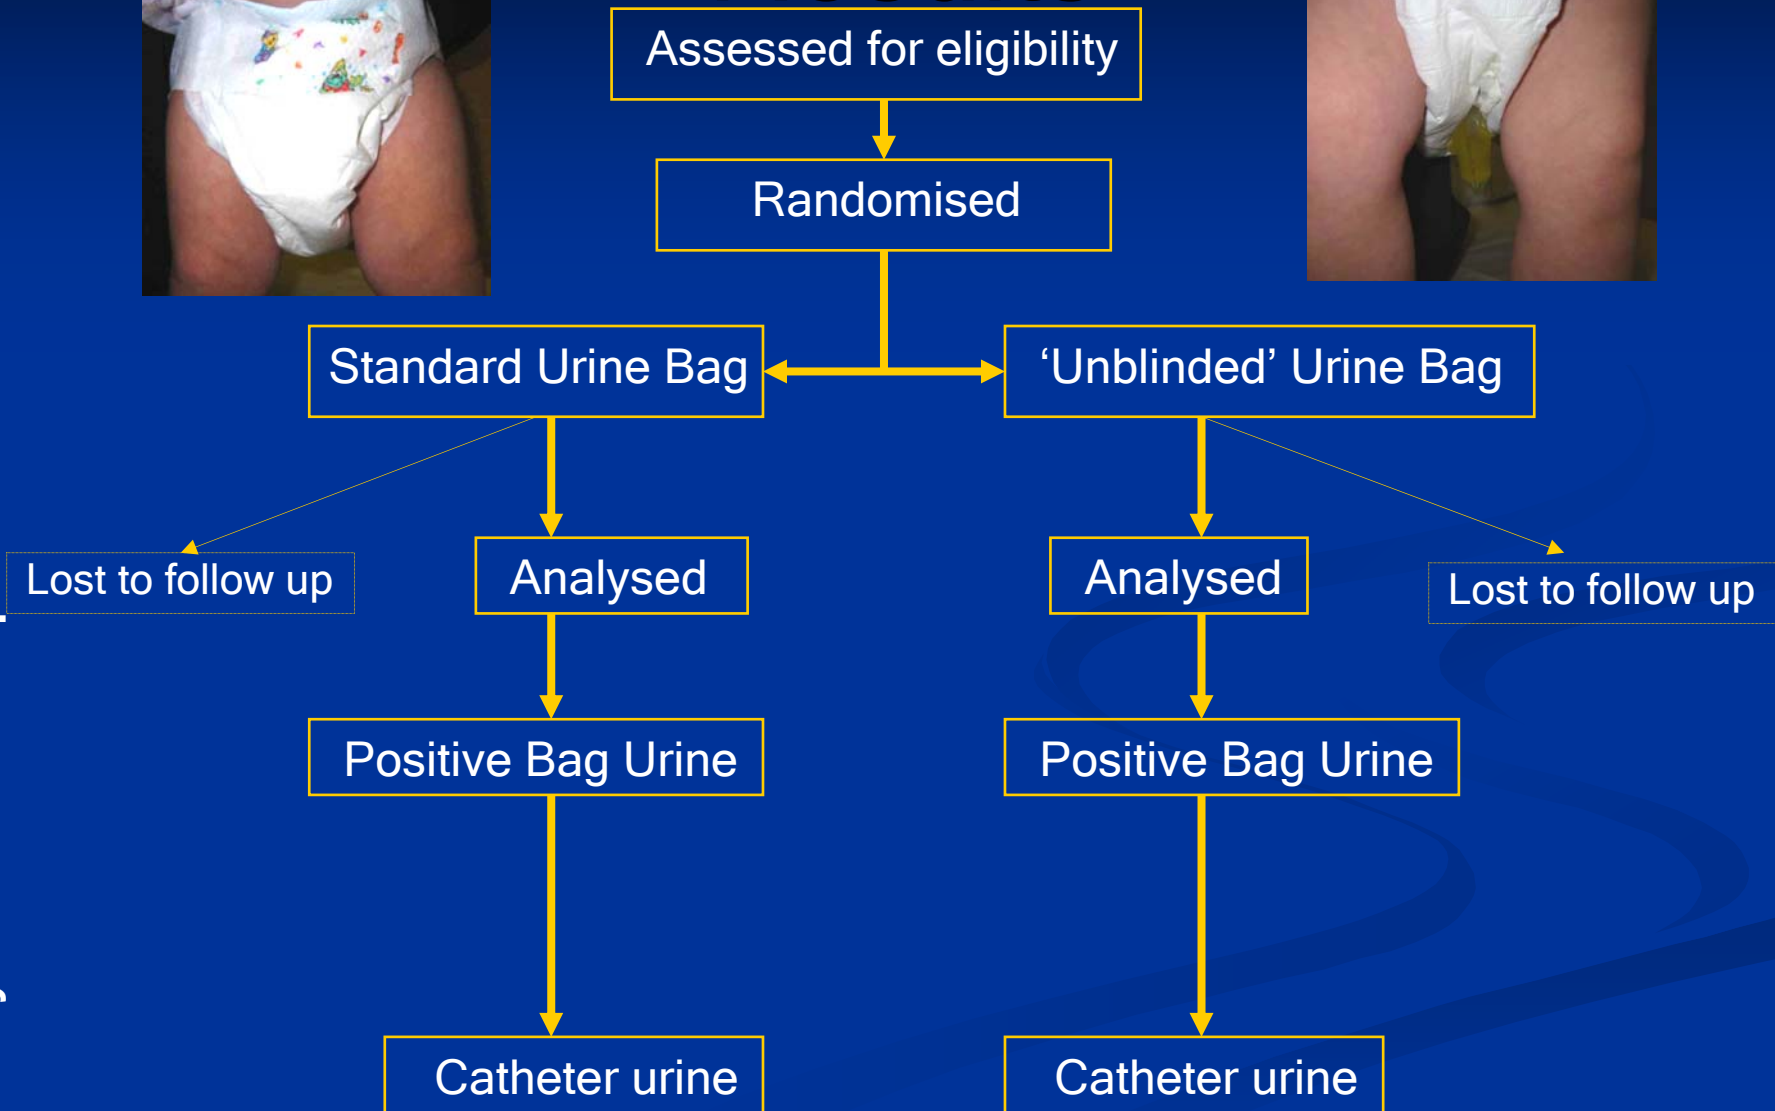 Assessed for eligibility
Randomised
Standard Urine Bag
‘Unblinded’ Urine Bag
Lost to follow up
Analysed
Analysed
Lost to follow up
Positive Bag Urine
Positive Bag Urine
Catheter urine
Catheter urine